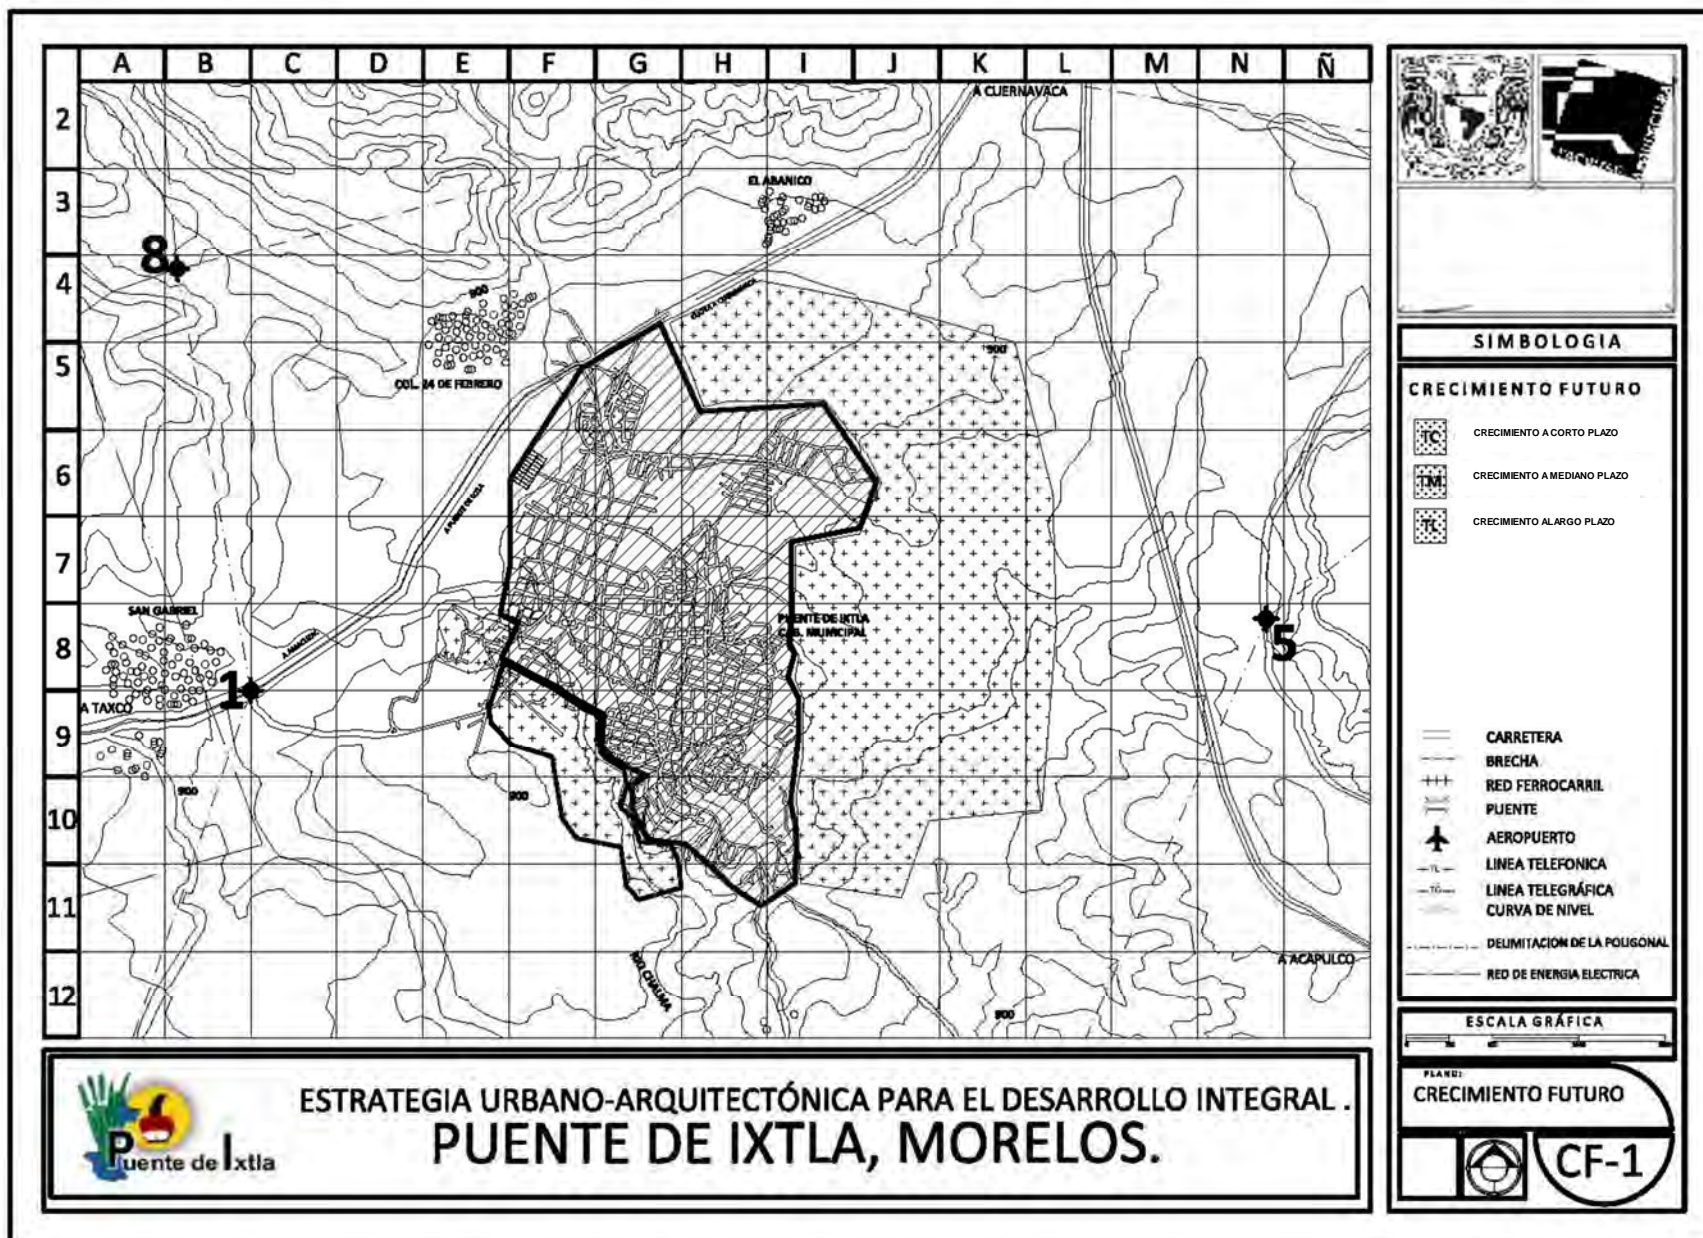 A B C D E F G H I J K L M N Ñ
2
3
4
5
6
7
8
9
10
11
12
A CUERNAVACA
EL ABANICO
8
900
COL. 24 DE FEBRERO
900
SAN GABRIEL
PUENTE DE IXTLA
CAB. MUNICIPAL
5
1
A TAXCO
900
900
A ACAPULCO
RIO CHALMA
900
SIMBOLOGIA
CRECIMIENTO FUTURO
TC CRECIMIENTO A CORTO PLAZO
TM CRECIMIENTO A MEDIANO PLAZO
TL CRECIMIENTO ALARGO PLAZO
CARRETERA
BRECHA
RED FERROCARRIL
PUENTE
AEROPUERTO
TL LINEA TELEFONICA
TG LINEA TELEGRÁFICA
CURVA DE NIVEL
DELIMITACION DE LA POLIGONAL
RED DE ENERGIA ELECTRICA
ESCALA GRÁFICA
PLANO:
CRECIMIENTO FUTURO
CF-1
Puente de Ixtla
ESTRATEGIA URBANO-ARQUITECTÓNICA PARA EL DESARROLLO INTEGRAL .
PUENTE DE IXTLA, MORELOS.